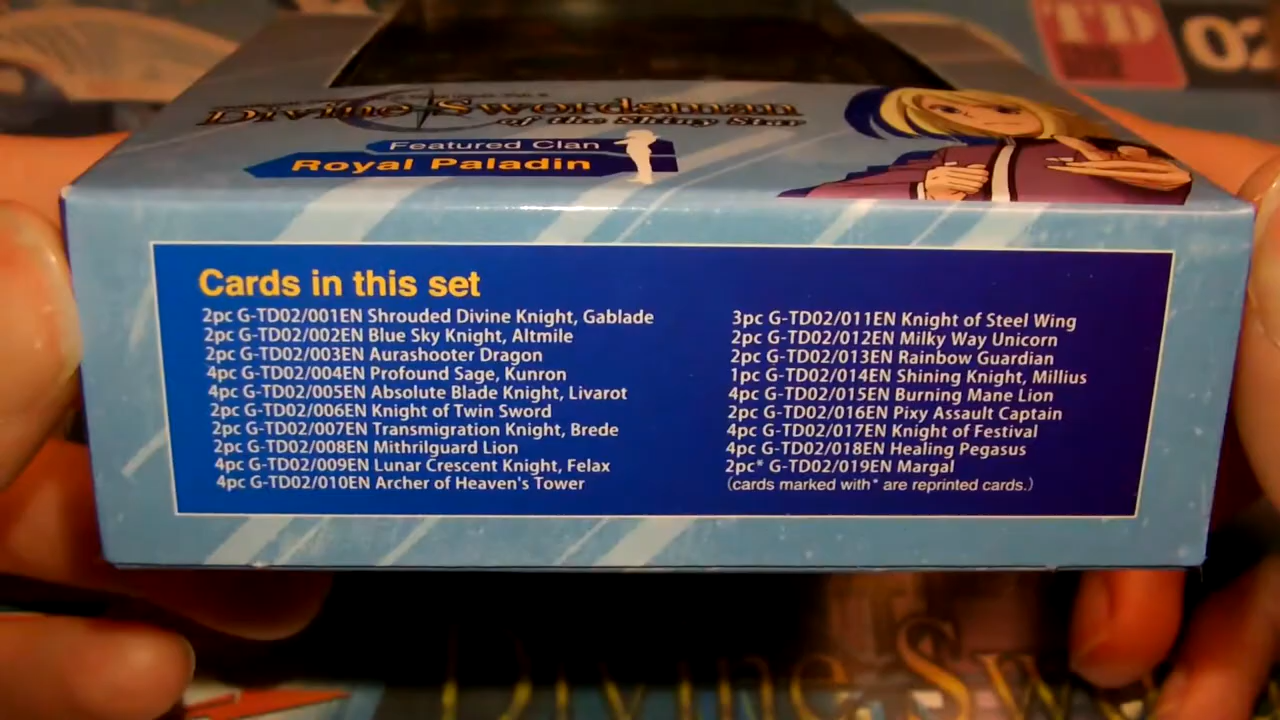 TD
02
Divine Swordsman
of the Shiny Star
Featured Clan
Royal Paladin
Cards in this set
2pc G-TD02/001EN Shrouded Divine Knight, Gablade
2pc G-TD02/002EN Blue Sky Knight, Altmile
2pc G-TD02/003EN Aurashooter Dragon
4pc G-TD02/004EN Profound Sage, Kunron
4pc G-TD02/005EN Absolute Blade Knight, Livarot
2pc G-TD02/006EN Knight of Twin Sword
2pc G-TD02/007EN Transmigration Knight, Brede
2pc G-TD02/008EN Mithrilguard Lion
4pc G-TD02/009EN Lunar Crescent Knight, Felax
4pc G-TD02/010EN Archer of Heaven's Tower
3pc G-TD02/011EN Knight of Steel Wing
2pc G-TD02/012EN Milky Way Unicorn
2pc G-TD02/013EN Rainbow Guardian
1pc G-TD02/014EN Shining Knight, Millius
4pc G-TD02/015EN Burning Mane Lion
2pc G-TD02/016EN Pixy Assault Captain
4pc G-TD02/017EN Knight of Festival
4pc G-TD02/018EN Healing Pegasus
2pc* G-TD02/019EN Margal
(cards marked with* are reprinted cards.)
Divine Sw